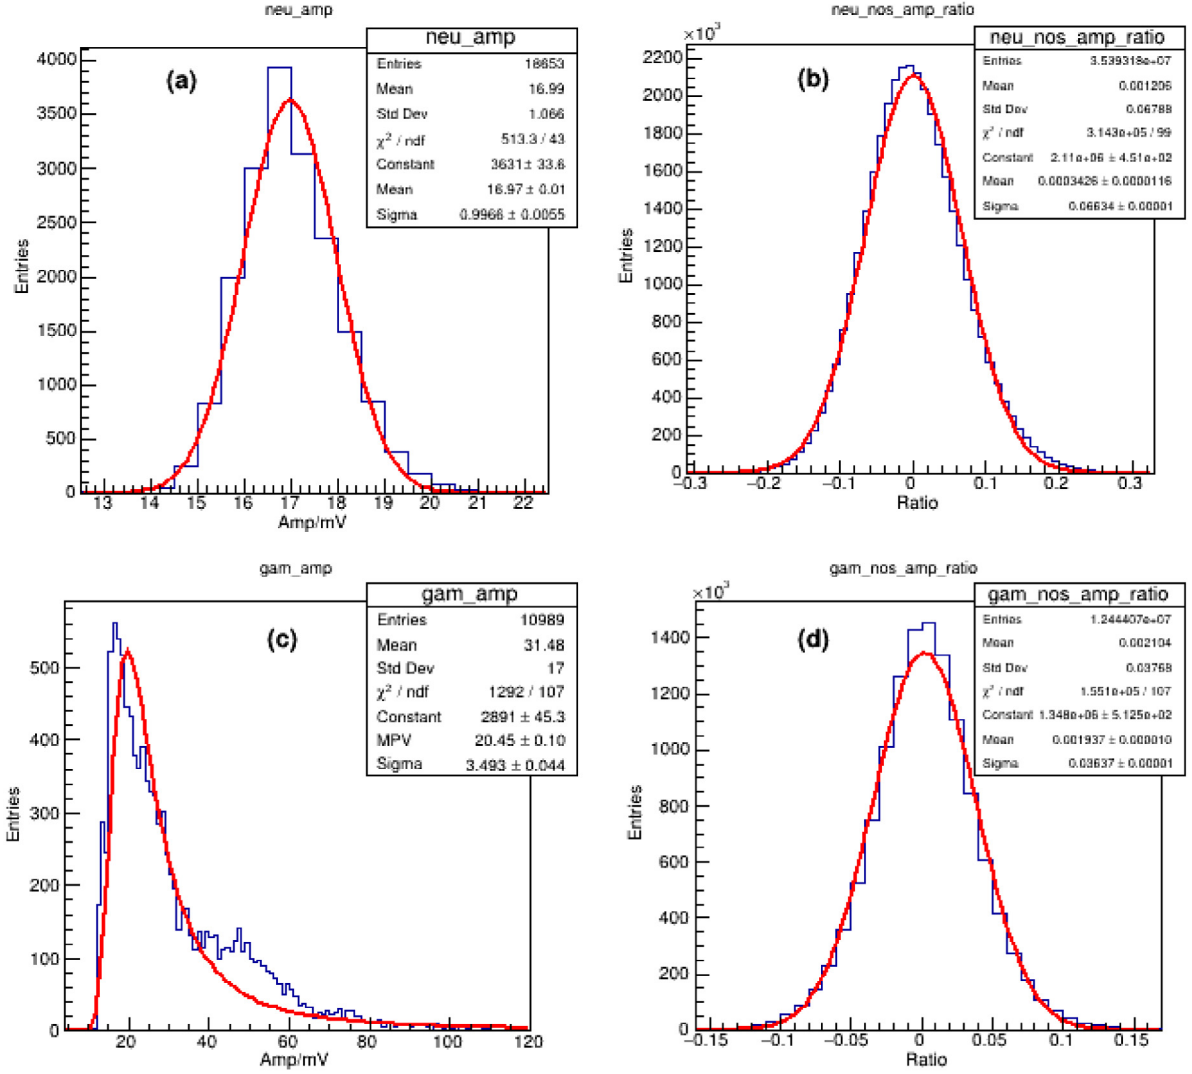 neu_amp
neu_amp
Entries 16653
Mean 16.99
Std Dev 1.066
χ² / ndf 513.3 / 43
Constant 3631 ± 33.6
Mean 16.97 ± 0.01
Sigma 0.9966 ± 0.0055
(a)
Entries
4000
3500
3000
2500
2000
1500
1000
500
0
13 14 15 16 17 18 19 20 21 22
Amp/mV
neu_nos_amp_ratio
×10³
neu_nos_amp_ratio
Entries 3.539318e+07
Mean 0.001206
Std Dev 0.06788
χ² / ndf 3.143e+05 / 99
Constant 2.11e+06 ± 4.51e+02
Mean 0.0003426 ± 0.0000116
Sigma 0.06634 ± 0.00001
(b)
Entries
2200
2000
1800
1600
1400
1200
1000
800
600
400
200
0
−0.3 −0.2 −0.1 0 0.1 0.2 0.3
Ratio
gam_amp
gam_amp
Entries 10989
Mean 31.48
Std Dev 17
χ² / ndf 1292 / 107
Constant 2891 ± 45.3
MPV 20.45 ± 0.10
Sigma 3.493 ± 0.044
(c)
Entries
500
400
300
200
100
0
20 40 60 80 100 120
Amp/mV
gam_nos_amp_ratio
×10³
gam_nos_amp_ratio
Entries 1.244407e+07
Mean 0.002104
Std Dev 0.03768
χ² / ndf 1.551e+05 / 107
Constant 1.348e+06 ± 5.125e+02
Mean 0.001937 ± 0.000010
Sigma 0.03637 ± 0.00001
(d)
Entries
1400
1200
1000
800
600
400
200
0
−0.15 −0.1 −0.05 0 0.05 0.1 0.15
Ratio